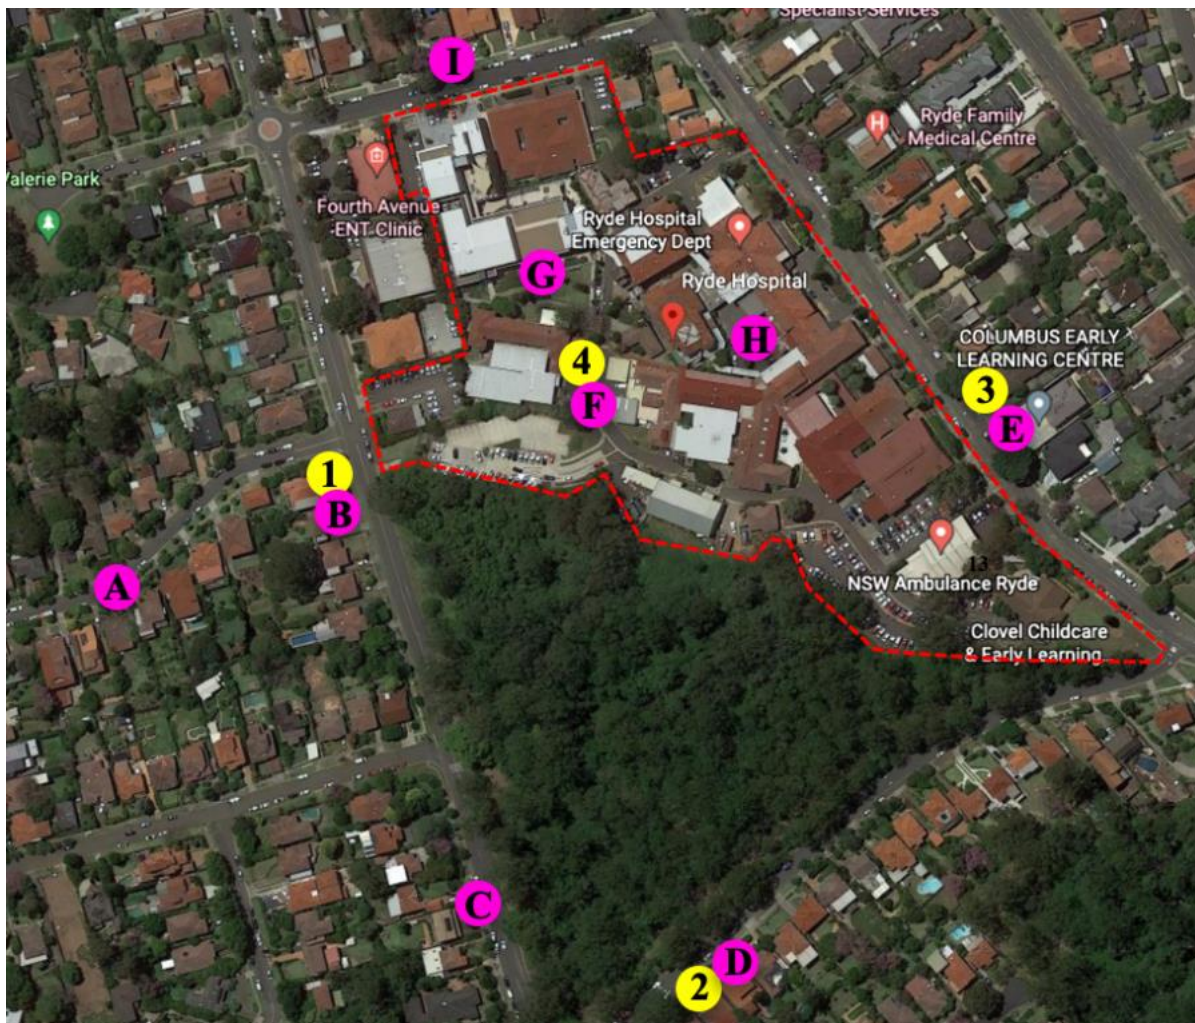 Specialist Services
I
Ryde Family
Medical Centre
H
Valerie Park
Fourth Avenue
ENT Clinic
Ryde Hospital
Emergency Dept
G
Ryde Hospital
H
COLUMBUS EARLY
LEARNING CENTRE
4
3
F
E
1
B
A
13
NSW Ambulance Ryde
Clovel Childcare
& Early Learning
C
D
2